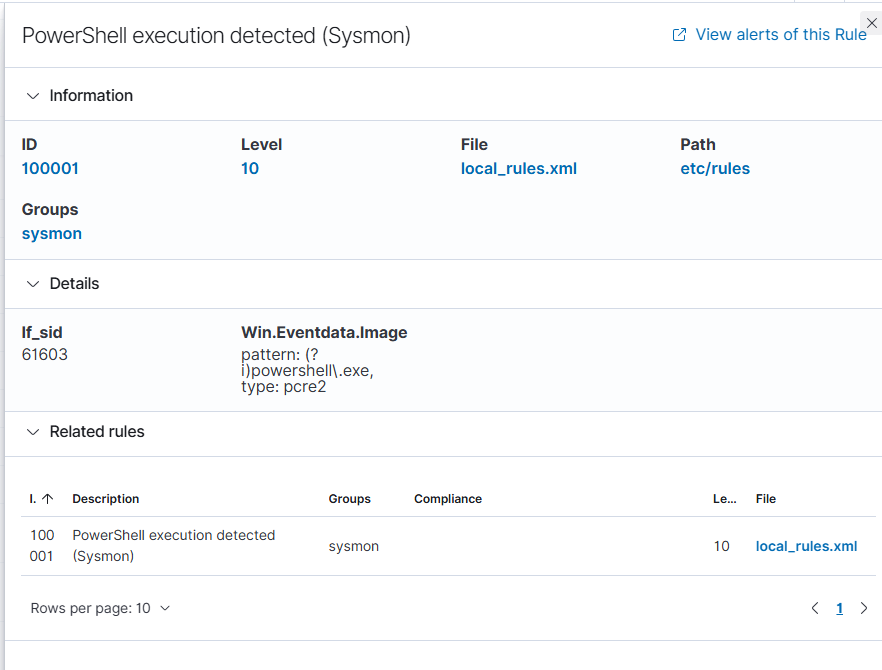 PowerShell execution detected (Sysmon)
View alerts of this Rule
Information
ID
Level
File
Path
100001
10
local_rules.xml
etc/rules
Groups
sysmon
Details
If_sid
Win.Eventdata.Image
61603
pattern: (?
i)powershell\.exe,
type: pcre2
Related rules
I.
Description
Groups
Compliance
Le...
File
100
001
PowerShell execution detected
(Sysmon)
sysmon
10
local_rules.xml
Rows per page: 10
1